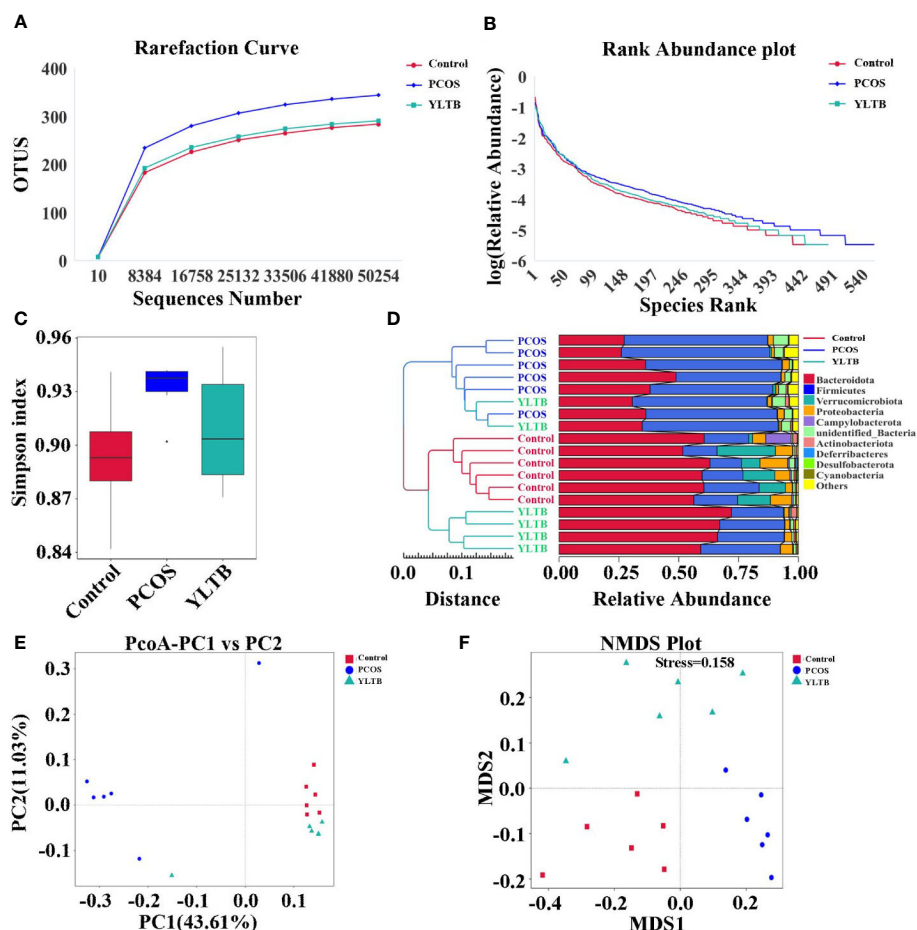 A
Rarefaction Curve
400
300
200
100
0
OTUS
10 8384 16758 25132 33506 41880 50254
Sequences Number
Control
PCOS
YLTB
B
Rank Abundance plot
0
-1
-2
-3
-4
-5
-6
log(Relative Abundance)
1 50 99 148 197 246 295 344 393 442 491 540
Species Rank
Control
PCOS
YLTB
C
0.96
0.93
0.90
0.87
0.84
Simpson index
Control PCOS YLTB
D
PCOS
PCOS
PCOS
PCOS
PCOS
YLTB
PCOS
YLTB
Control
Control
Control
Control
Control
Control
YLTB
YLTB
YLTB
YLTB
0.0 0.1
Distance
0.00 0.25 0.50 0.75 1.00
Relative Abundance
Control
PCOS
YLTB
Bacteroidota
Firmicutes
Verrucomicrobiota
Proteobacteria
Campylobacterota
unidentified_Bacteria
Actinobacteriota
Deferribacteres
Desulfobacterota
Cyanobacteria
Others
E
PcoA-PC1 vs PC2
0.3
0.2
0.1
0.0
-0.1
PC2(11.03%)
-0.3 -0.2 -0.1 0.0 0.1
PC1(43.61%)
Control
PCOS
YLTB
F
NMDS Plot
Stress=0.158
0.2
0.1
0.0
-0.1
-0.2
MDS2
-0.4 -0.2 0.0 0.2
MDS1
Control
PCOS
YLTB